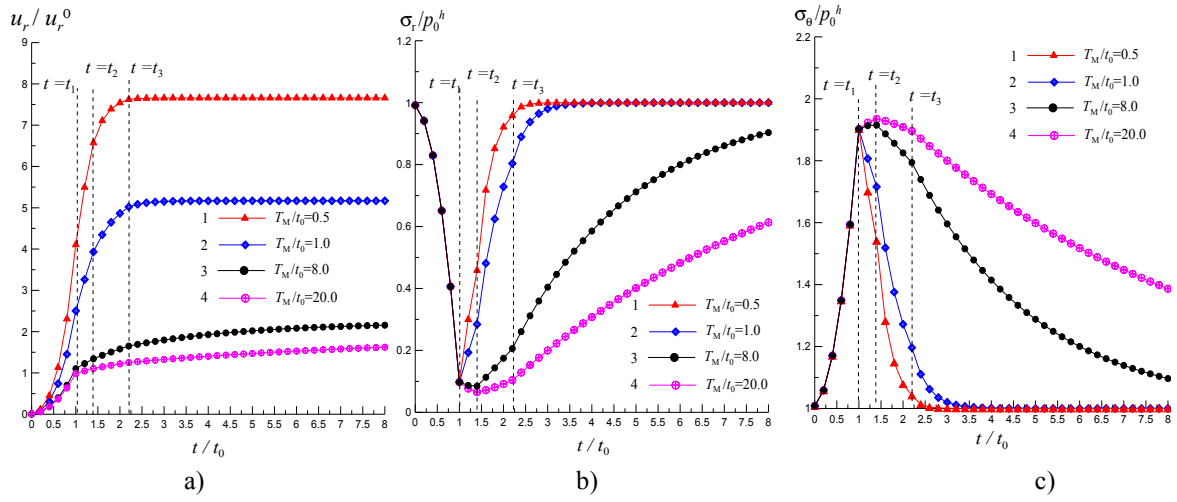 u_r / u_r^0
9
8
7
6
5
4
3
2
1
0
t = t_1
t = t_2
t = t_3
1 T_M/t_0=0.5
2 T_M/t_0=1.0
3 T_M/t_0=8.0
4 T_M/t_0=20.0
0 0.5 1 1.5 2 2.5 3 3.5 4 4.5 5 5.5 6 6.5 7 7.5 8
t / t_0
a)
σ_r/p_0^h
1.2
1
0.8
0.6
0.4
0.2
0
t = t_1
t = t_2
t = t_3
1 T_M/t_0=0.5
2 T_M/t_0=1.0
3 T_M/t_0=8.0
4 T_M/t_0=20.0
0 0.5 1 1.5 2 2.5 3 3.5 4 4.5 5 5.5 6 6.5 7 7.5 8
t / t_0
b)
σ_θ/p_0^h
2.2
2
1.8
1.6
1.4
1.2
1
t = t_1
t = t_2
t = t_3
1 T_M/t_0=0.5
2 T_M/t_0=1.0
3 T_M/t_0=8.0
4 T_M/t_0=20.0
0 0.5 1 1.5 2 2.5 3 3.5 4 4.5 5 5.5 6 6.5 7 7.5 8
t / t_0
c)